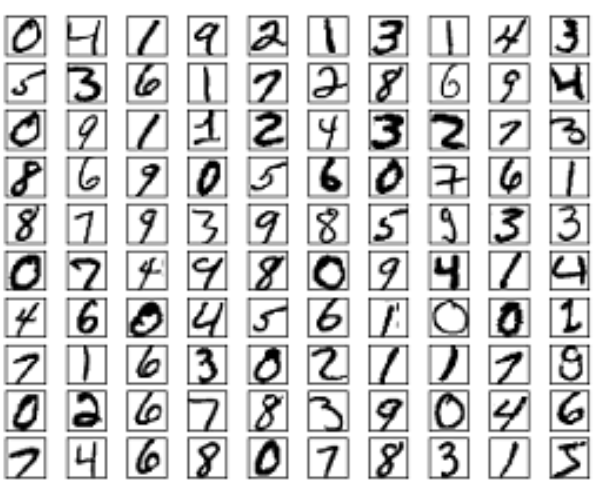 0 4 1 9 2 1 3 1 4 3
5 3 6 1 7 2 8 6 9 4
0 9 1 1 2 4 3 2 7 3
8 6 9 0 5 6 0 7 6 1
8 7 9 3 9 8 5 9 3 3
0 7 4 9 8 0 9 4 1 4
4 6 0 4 5 6 1 0 0 1
7 1 6 3 0 2 1 1 7 9
0 2 6 7 8 3 9 0 4 6
7 4 6 8 0 7 8 3 1 5